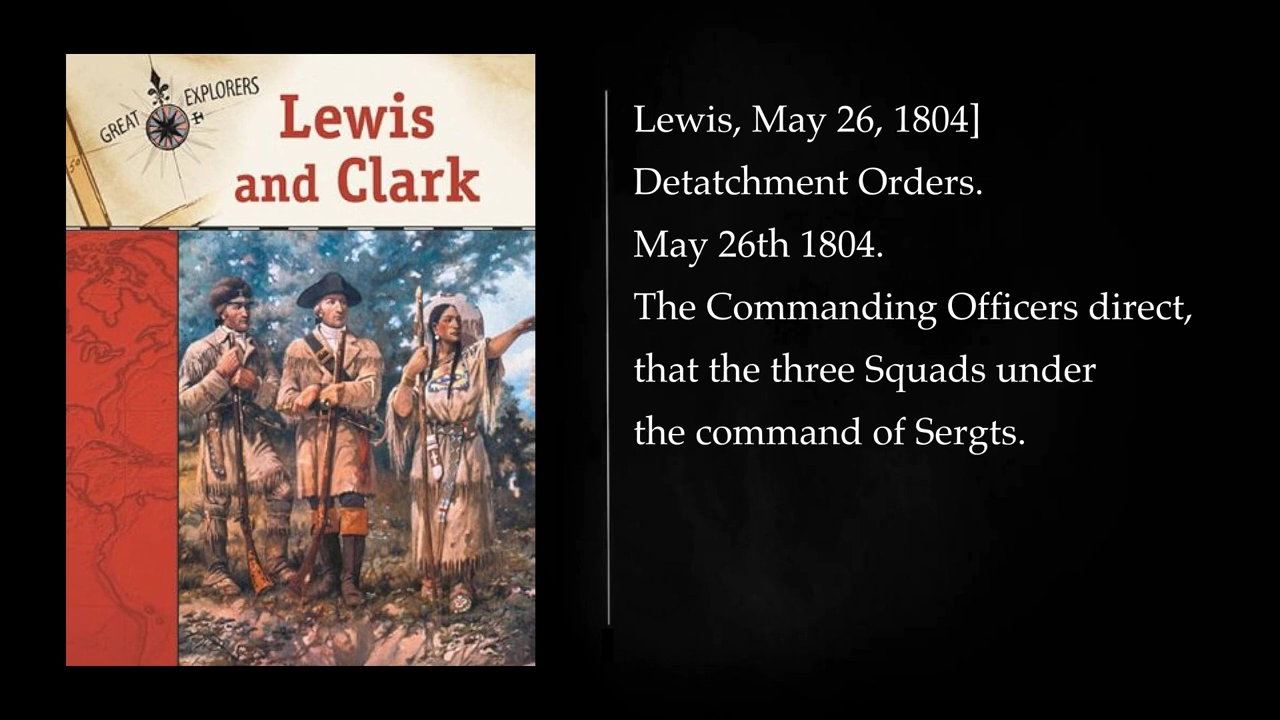 GREAT EXPLORERS
Lewis
and Clark
Lewis, May 26, 1804]
Detatchment Orders.
May 26th 1804.
The Commanding Officers direct,
that the three Squads under
the command of Sergts.